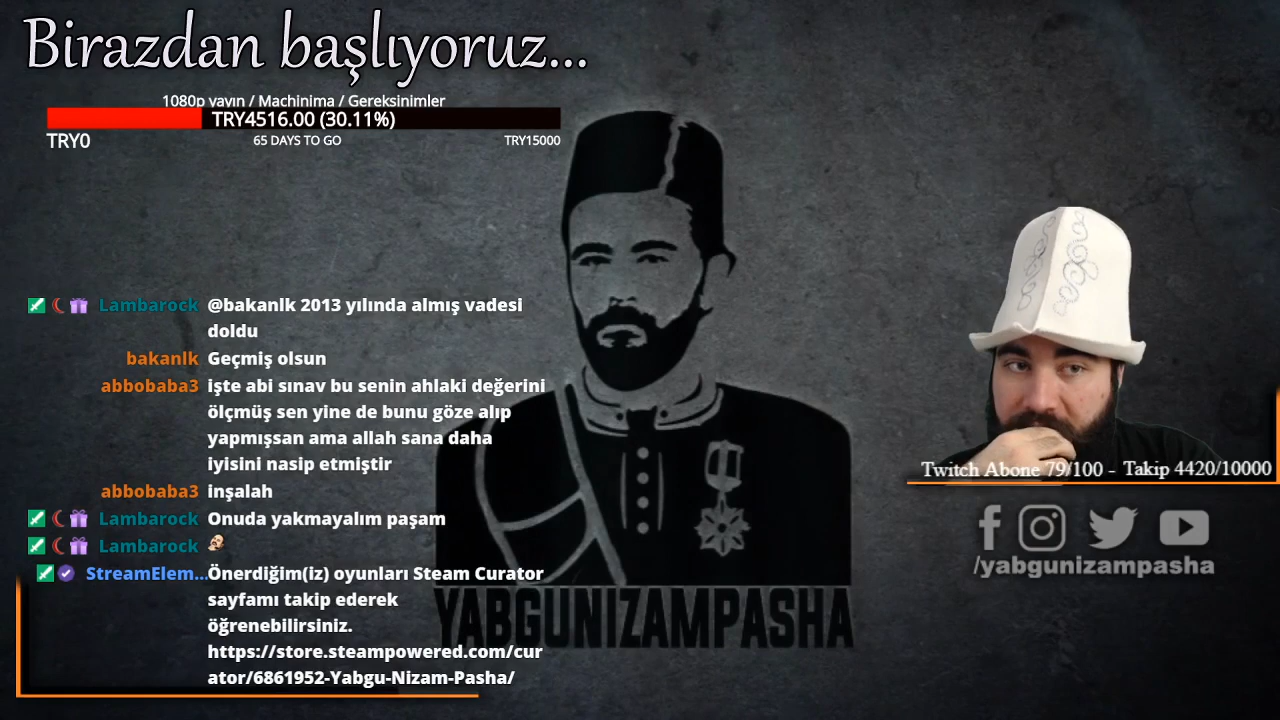 Birazdan başlıyoruz...
1080p yayın / Machinima / Gereksinimler
TRY4516.00 (30.11%)
TRY0
65 DAYS TO GO
TRY15000
Lambarock @bakanlk 2013 yılında almış vadesi
doldu
bakanlk Geçmiş olsun
abbobaba3 işte abi sınav bu senin ahlaki değerini
ölçmüş sen yine de bunu göze alıp
yapmışsan ama allah sana daha
iyisini nasip etmiştir
abbobaba3 inşalah
Lambarock Onuda yakmayalım paşam
Lambarock
StreamElem... Önerdiğim(iz) oyunları Steam Curator
sayfamı takip ederek
öğrenebilirsiniz.
https://store.steampowered.com/cur
ator/6861952-Yabgu-Nizam-Pasha/
YABGUNIZAMPASHA
Twitch Abone 79/100 - Takip 4420/10000
/yabgunizampasha